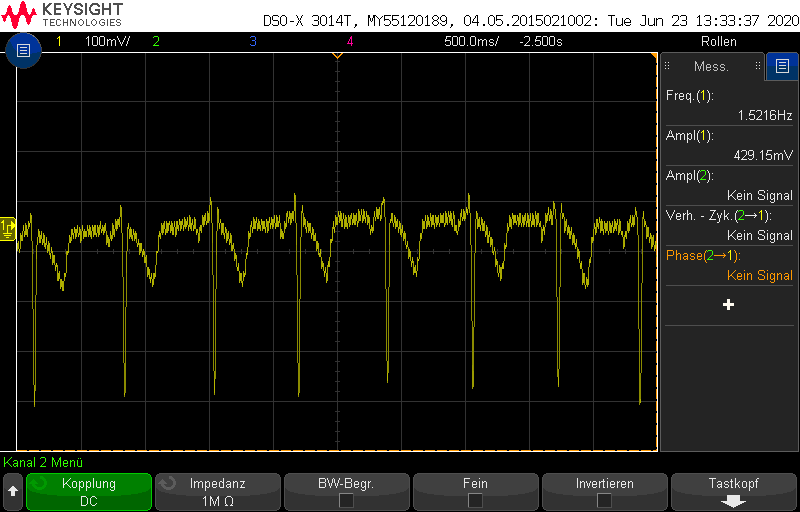 KEYSIGHT
TECHNOLOGIES
DSO-X 3014T, MY55120189, 04.05.2015021002: Tue Jun 23 13:33:37 2020
1 100mV/ 2 3 4 500.0ms/ -2.500s Rollen
Mess.
Freq.(1):
1.5216Hz
Ampl(1):
429.15mV
Ampl(2):
Kein Signal
Verh. - Zyk.(2→1):
Kein Signal
Phase(2→1):
Kein Signal
1
Kanal 2 Menü
Kopplung
DC
Impedanz
1M Ω
BW-Begr.
Fein
Invertieren
Tastkopf